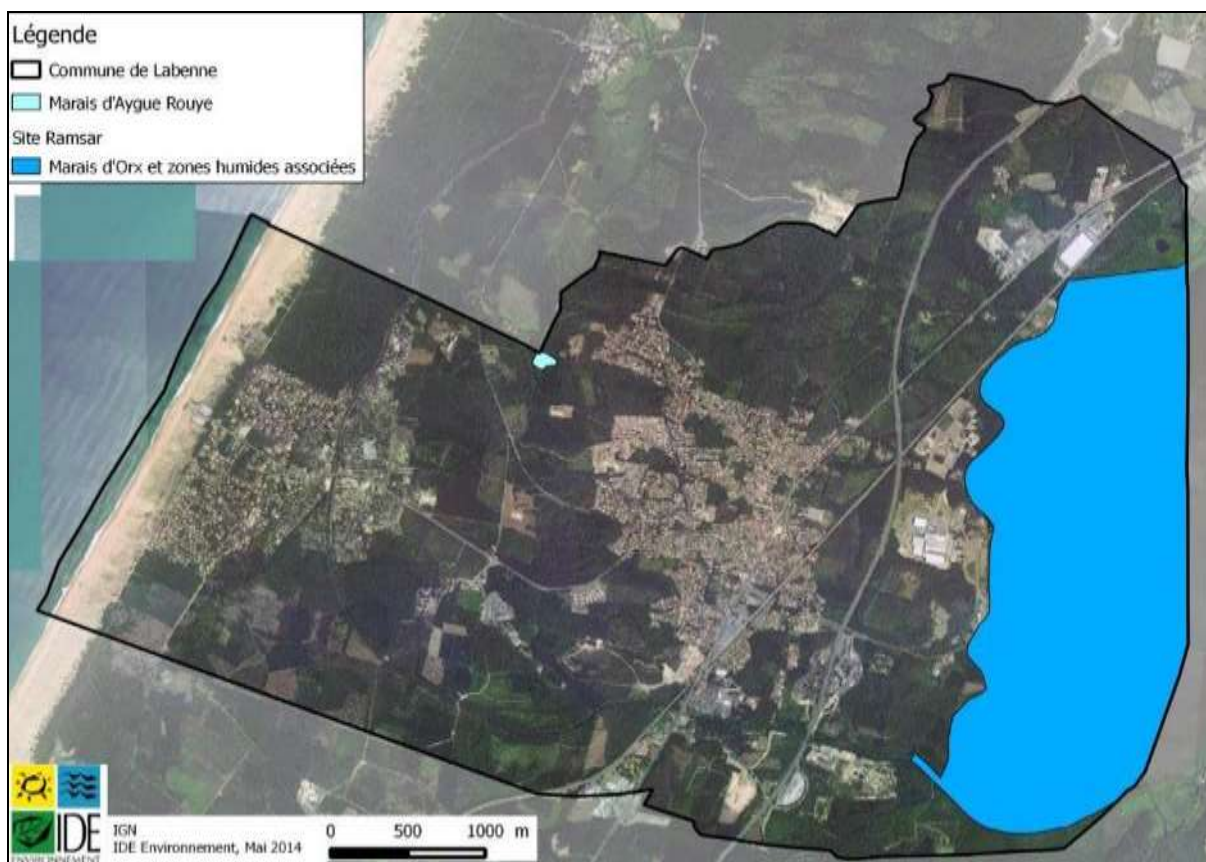 Légende
Commune de Labenne
Marais d'Aygue Rouye
Site Ramsar
Marais d'Orx et zones humides associées
IDE
ENVIRONNEMENT
IGN
IDE Environnement, Mai 2014
0 500 1000 m